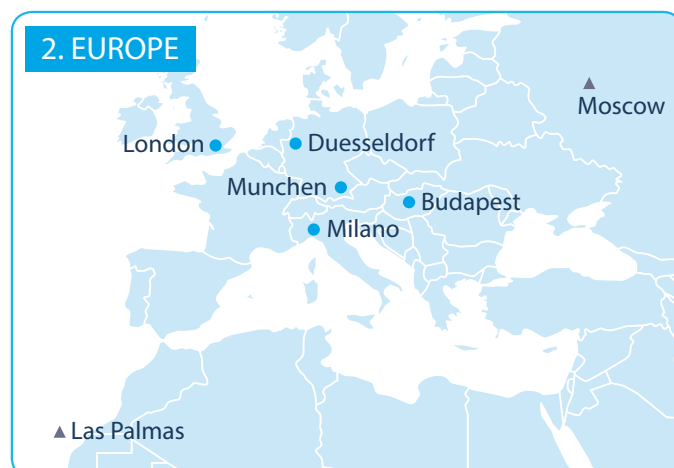 2. EUROPE
Moscow
London
Duesseldorf
Munchen
Budapest
Milano
Las Palmas